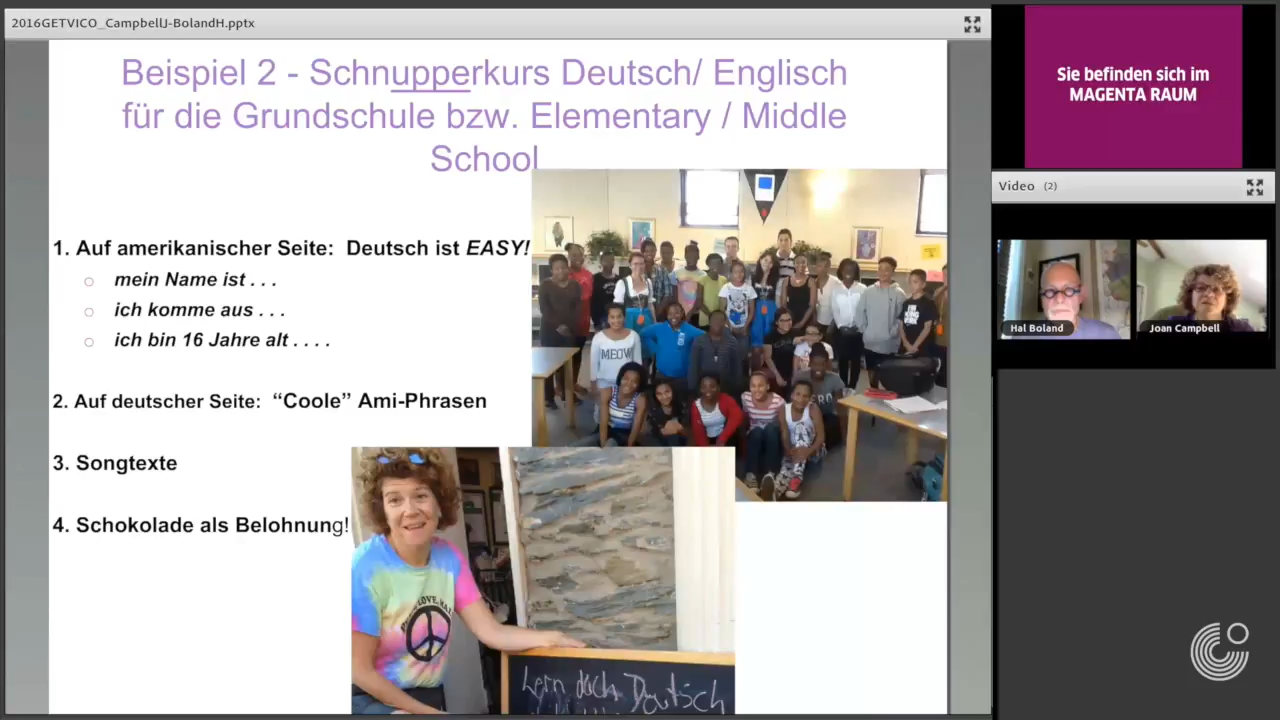 2016GETVICO_CampbellJ-BolandH.pptx
Beispiel 2 - Schnupperkurs Deutsch/ Englisch
für die Grundschule bzw. Elementary / Middle
School
1. Auf amerikanischer Seite: Deutsch ist EASY!
mein Name ist . . .
ich komme aus . . .
ich bin 16 Jahre alt . . . .
2. Auf deutscher Seite: “Coole” Ami-Phrasen
3. Songtexte
4. Schokolade als Belohnung!
MEOW
LOVE,
Lern doch Deutsch
Sie befinden sich im
MAGENTA RAUM
Video (2)
Hal Boland
Joan Campbell